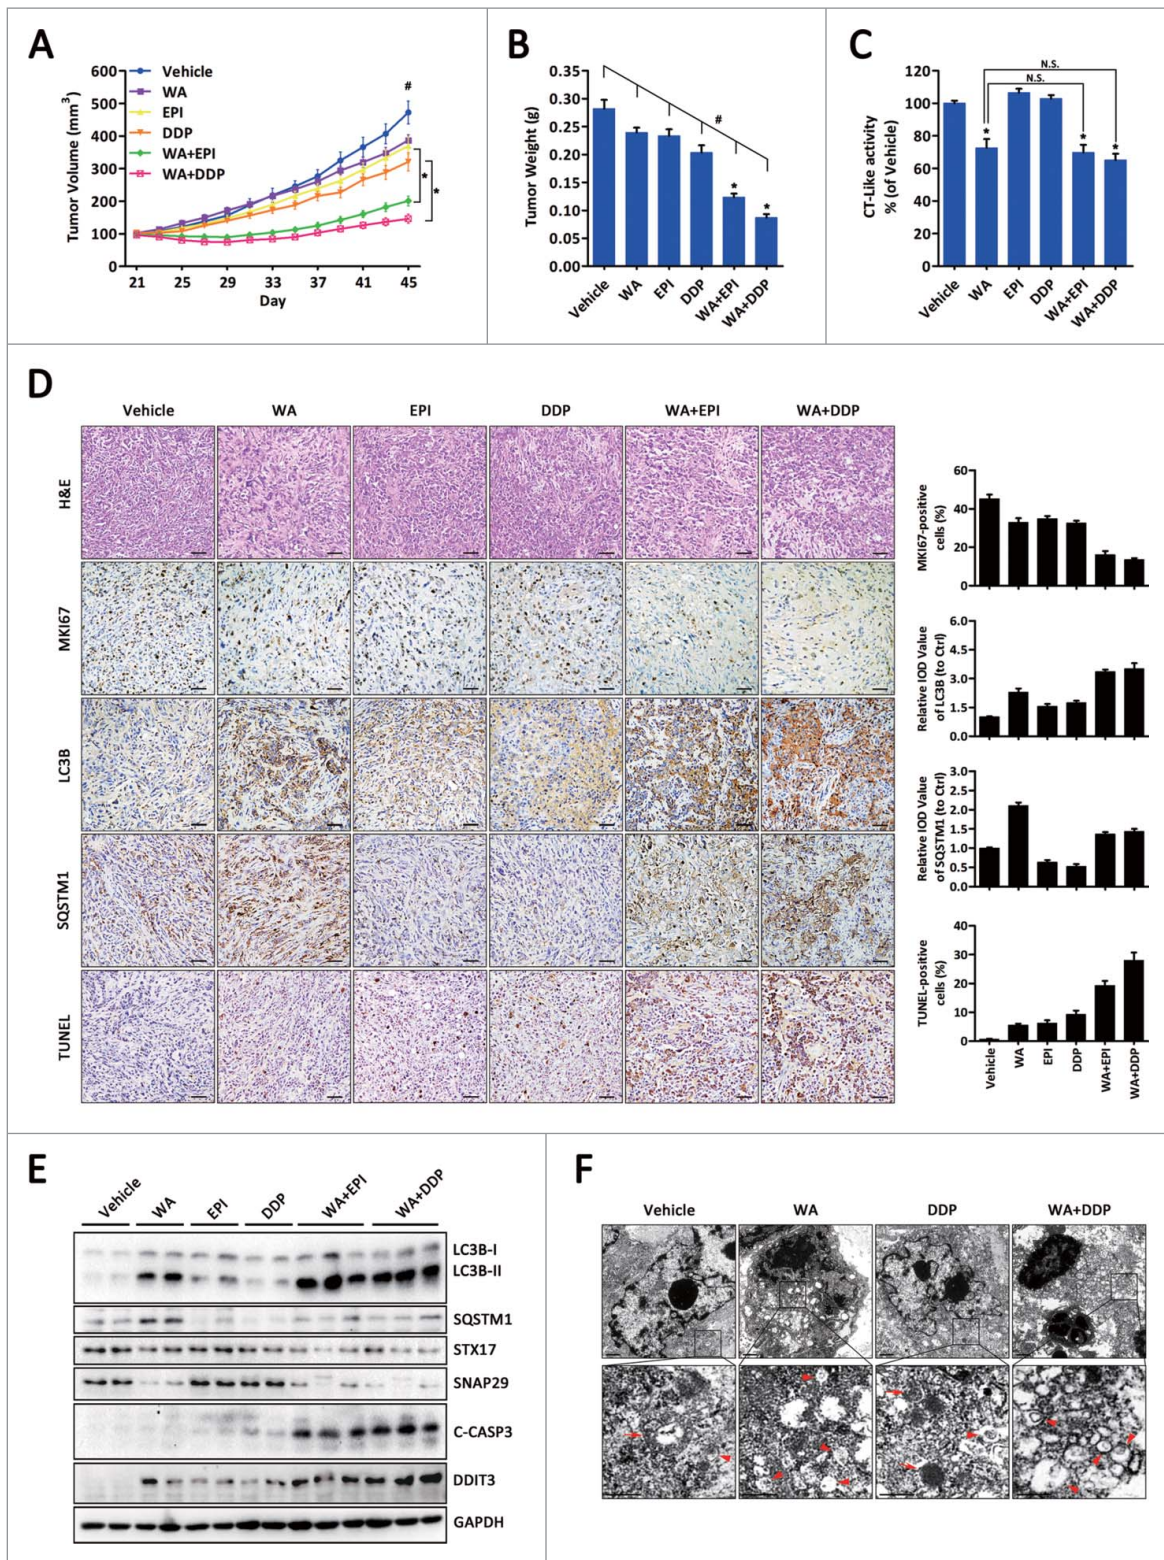 A
Tumor Volume (mm³)
600
500
400
300
200
100
0
Vehicle
WA
EPI
DDP
WA+EPI
WA+DDP
#
*
*
21 25 29 33 37 41 45
Day
B
Tumor Weight (g)
0.35
0.30
0.25
0.20
0.15
0.10
0.05
0.00
#
*
*
Vehicle WA EPI DDP WA+EPI WA+DDP
C
CT-Like activity
% (of Vehicle)
120
100
80
60
40
20
0
N.S.
N.S.
*
*
*
Vehicle WA EPI DDP WA+EPI WA+DDP
D
Vehicle WA EPI DDP WA+EPI WA+DDP
H&E
MKI67
LC3B
SQSTM1
TUNEL
MKI67-positive
cells (%)
60
40
20
0
Relative IOD Value
of LC3B (to Ctrl)
6.0
4.5
3.0
1.5
0.0
Relative IOD Value
of SQSTM1 (to Ctrl)
3.0
2.5
2.0
1.5
1.0
0.5
0.0
TUNEL-positive
cells (%)
40
30
20
10
0
Vehicle WA EPI DDP WA+EPI WA+DDP
E
Vehicle WA EPI DDP WA+EPI WA+DDP
LC3B-I
LC3B-II
SQSTM1
STX17
SNAP29
C-CASP3
DDIT3
GAPDH
F
Vehicle WA DDP WA+DDP